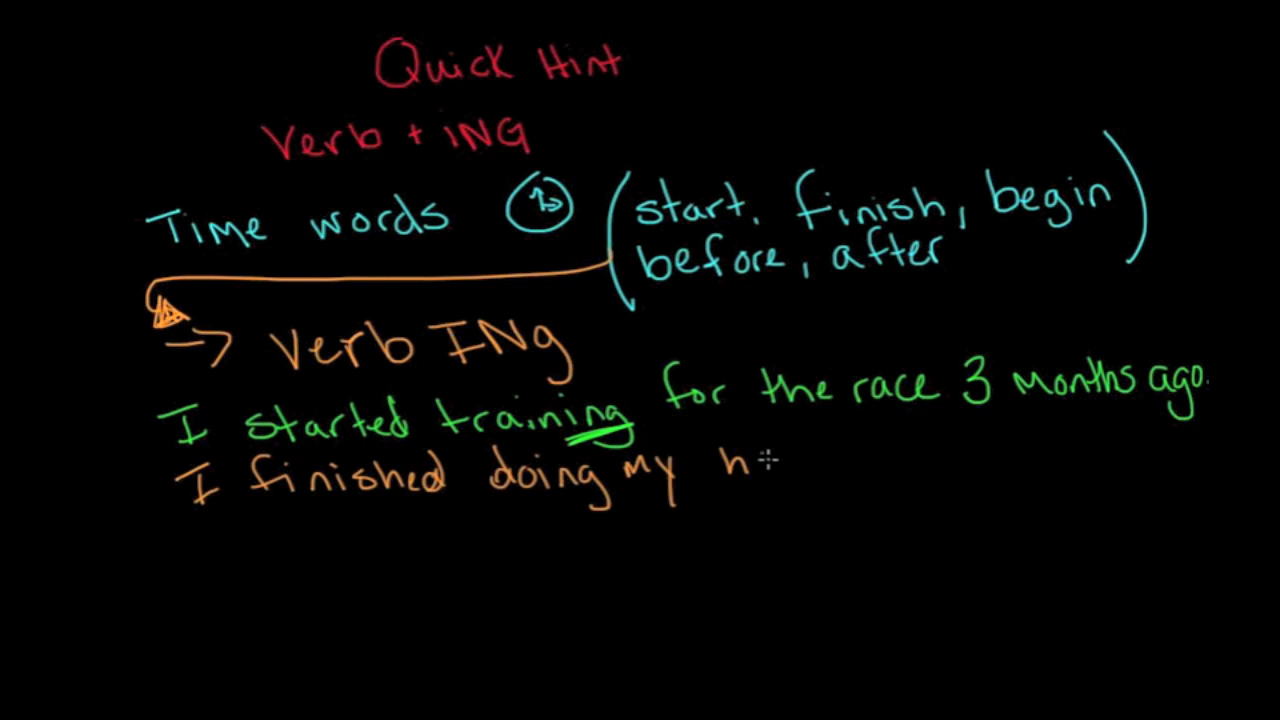 Quick Hint
Verb + ING
Time words (start, finish, begin
before, after)
→ Verb INg
I started training for the race 3 months ago.
I finished doing my h